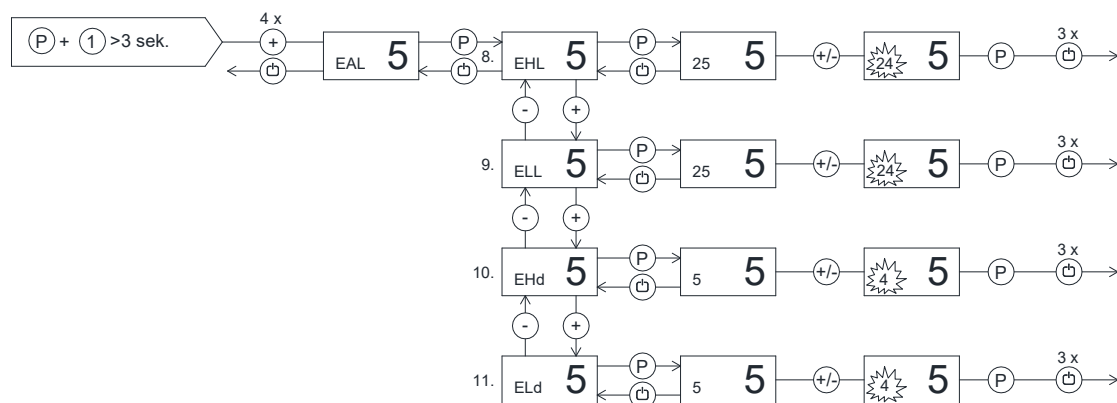 P + 1 >3 sek.
4 x
+
EAL 5
P
8.
EHL 5
P
25 5
+/-
24 5
P
3 x
-
+
9.
ELL 5
P
25 5
+/-
24 5
P
3 x
-
+
10.
EHd 5
P
5 5
+/-
4 5
P
3 x
-
+
11.
ELd 5
P
5 5
+/-
4 5
P
3 x